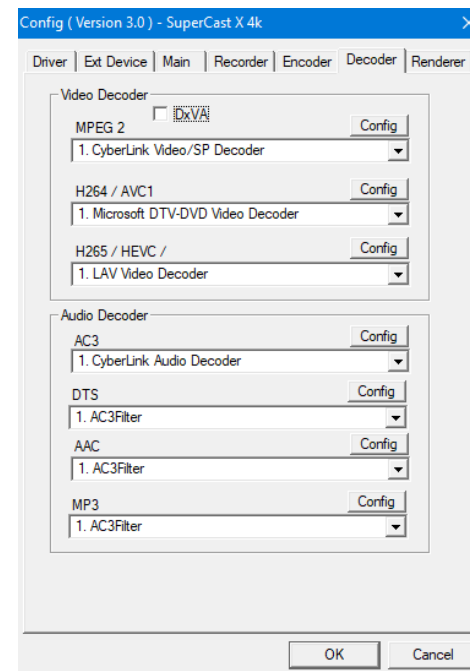 Config ( Version 3.0 ) - SuperCast X 4k
Driver Ext Device Main Recorder Encoder Decoder Renderer
Video Decoder
DxVA
MPEG 2 Config
1. CyberLink Video/SP Decoder
H264 / AVC1 Config
1. Microsoft DTV-DVD Video Decoder
H265 / HEVC / Config
1. LAV Video Decoder
Audio Decoder
AC3 Config
1. CyberLink Audio Decoder
DTS Config
1. AC3Filter
AAC Config
1. AC3Filter
MP3 Config
1. AC3Filter
OK Cancel